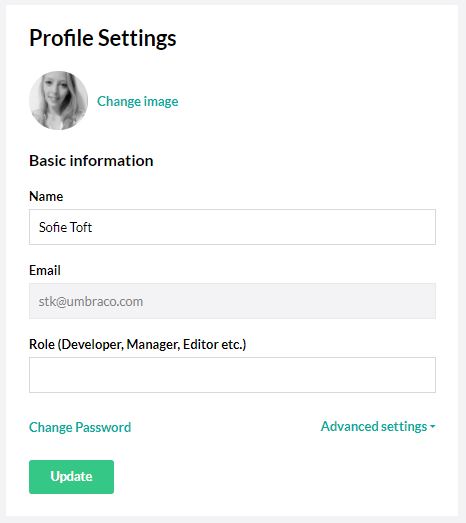 Profile Settings
Change image
Basic information
Name
Sofie Toft
Email
stk@umbraco.com
Role (Developer, Manager, Editor etc.)
Change Password
Advanced settings
Update